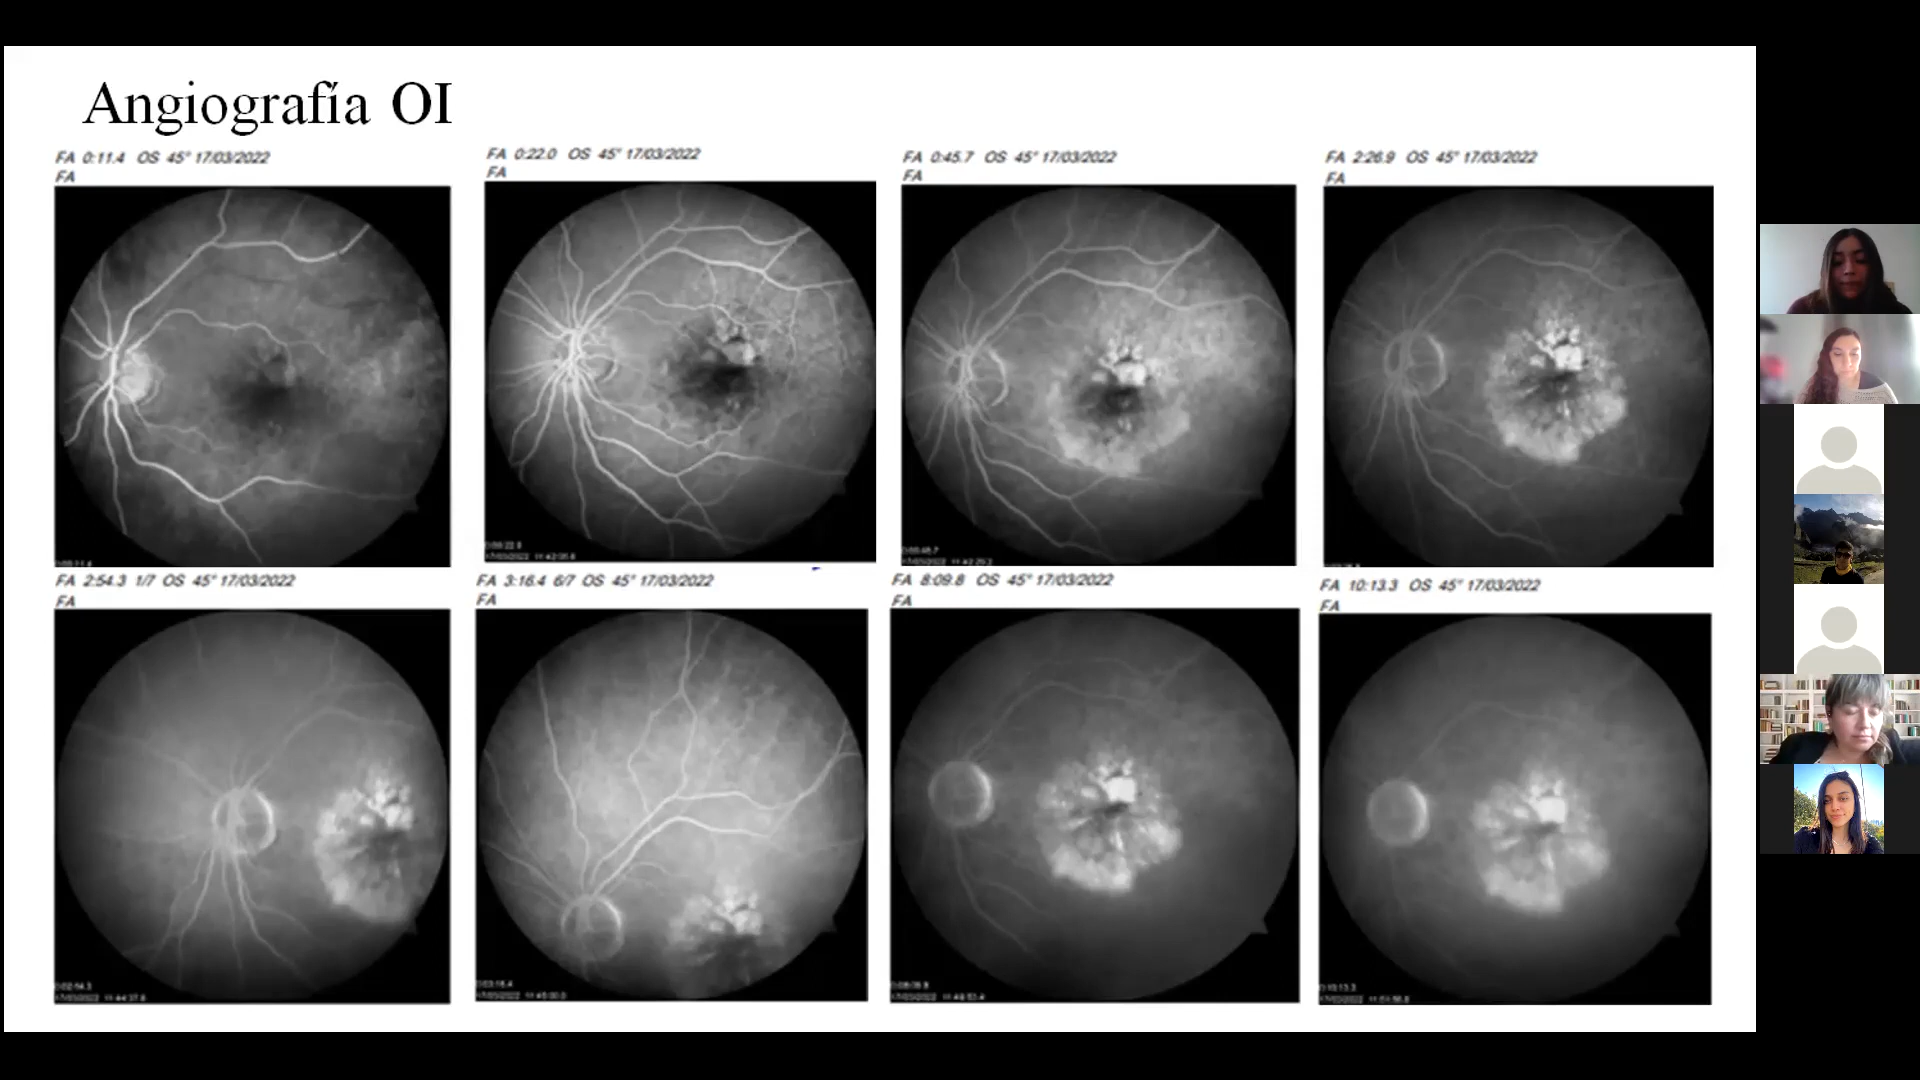 Angiografía OI
FA 0:11.4 OS 45° 17/03/2022
FA
FA 0:22.0 OS 45° 17/03/2022
FA
FA 0:45.7 OS 45° 17/03/2022
FA
FA 2:26.9 OS 45° 17/03/2022
FA
FA 2:54.3 1/7 OS 45° 17/03/2022
FA
FA 3:16.4 6/7 OS 45° 17/03/2022
FA
FA 8:09.8 OS 45° 17/03/2022
FA
FA 10:13.3 OS 45° 17/03/2022
FA